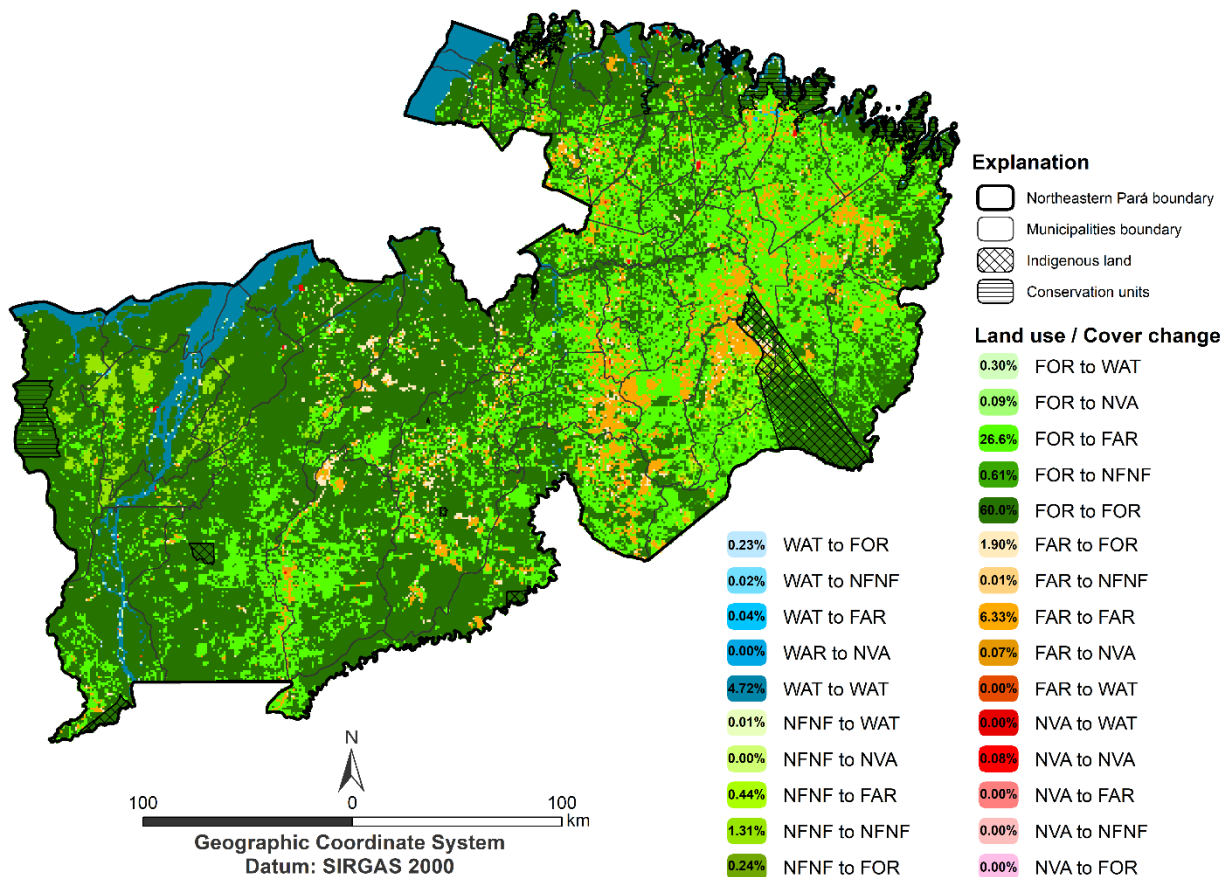 Explanation
Northeastern Pará boundary
Municipalities boundary
Indigenous land
Conservation units
Land use / Cover change
0.30% FOR to WAT
0.09% FOR to NVA
26.6% FOR to FAR
0.61% FOR to NFNF
60.0% FOR to FOR
0.23% WAT to FOR
0.02% WAT to NFNF
0.04% WAT to FAR
0.00% WAR to NVA
4.72% WAT to WAT
0.01% NFNF to WAT
0.00% NFNF to NVA
0.44% NFNF to FAR
1.31% NFNF to NFNF
0.24% NFNF to FOR
1.90% FAR to FOR
0.01% FAR to NFNF
6.33% FAR to FAR
0.07% FAR to NVA
0.00% FAR to WAT
0.00% NVA to WAT
0.08% NVA to NVA
0.00% NVA to FAR
0.00% NVA to NFNF
0.00% NVA to FOR
N
100 0 100
km
Geographic Coordinate System
Datum: SIRGAS 2000